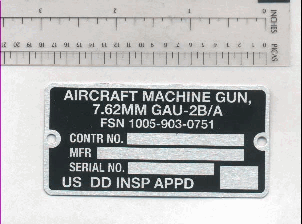 AIRCRAFT MACHINE GUN,
7.62MM GAU-2B/A
FSN 1005-903-0751
CONTR NO.
MFR
SERIAL NO.
US DD INSP APPD